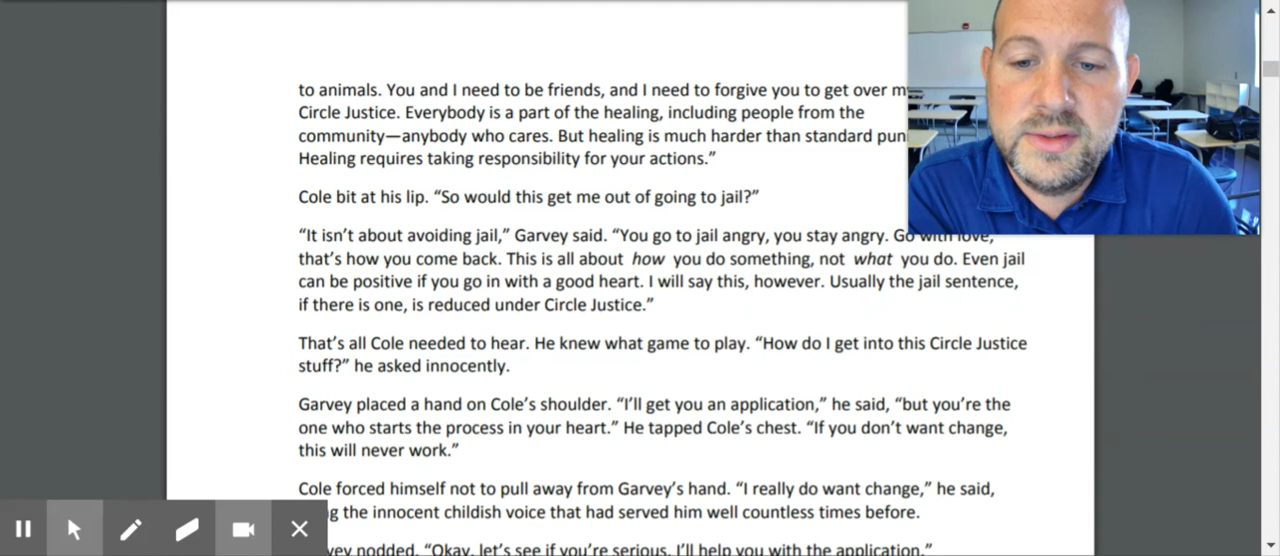 to animals. You and I need to be friends, and I need to forgive you to get over m
Circle Justice. Everybody is a part of the healing, including people from the
community—anybody who cares. But healing is much harder than standard pun
Healing requires taking responsibility for your actions.”
Cole bit at his lip. “So would this get me out of going to jail?”
“It isn’t about avoiding jail,” Garvey said. “You go to jail angry, you stay angry. Go with love,
that’s how you come back. This is all about how you do something, not what you do. Even jail
can be positive if you go in with a good heart. I will say this, however. Usually the jail sentence,
if there is one, is reduced under Circle Justice.”
That’s all Cole needed to hear. He knew what game to play. “How do I get into this Circle Justice
stuff?” he asked innocently.
Garvey placed a hand on Cole’s shoulder. “I’ll get you an application,” he said, “but you’re the
one who starts the process in your heart.” He tapped Cole’s chest. “If you don’t want change,
this will never work.”
Cole forced himself not to pull away from Garvey’s hand. “I really do want change,” he said,
g the innocent childish voice that had served him well countless times before.
vey nodded. “Okay, let’s see if you’re serious. I’ll help you with the application.”